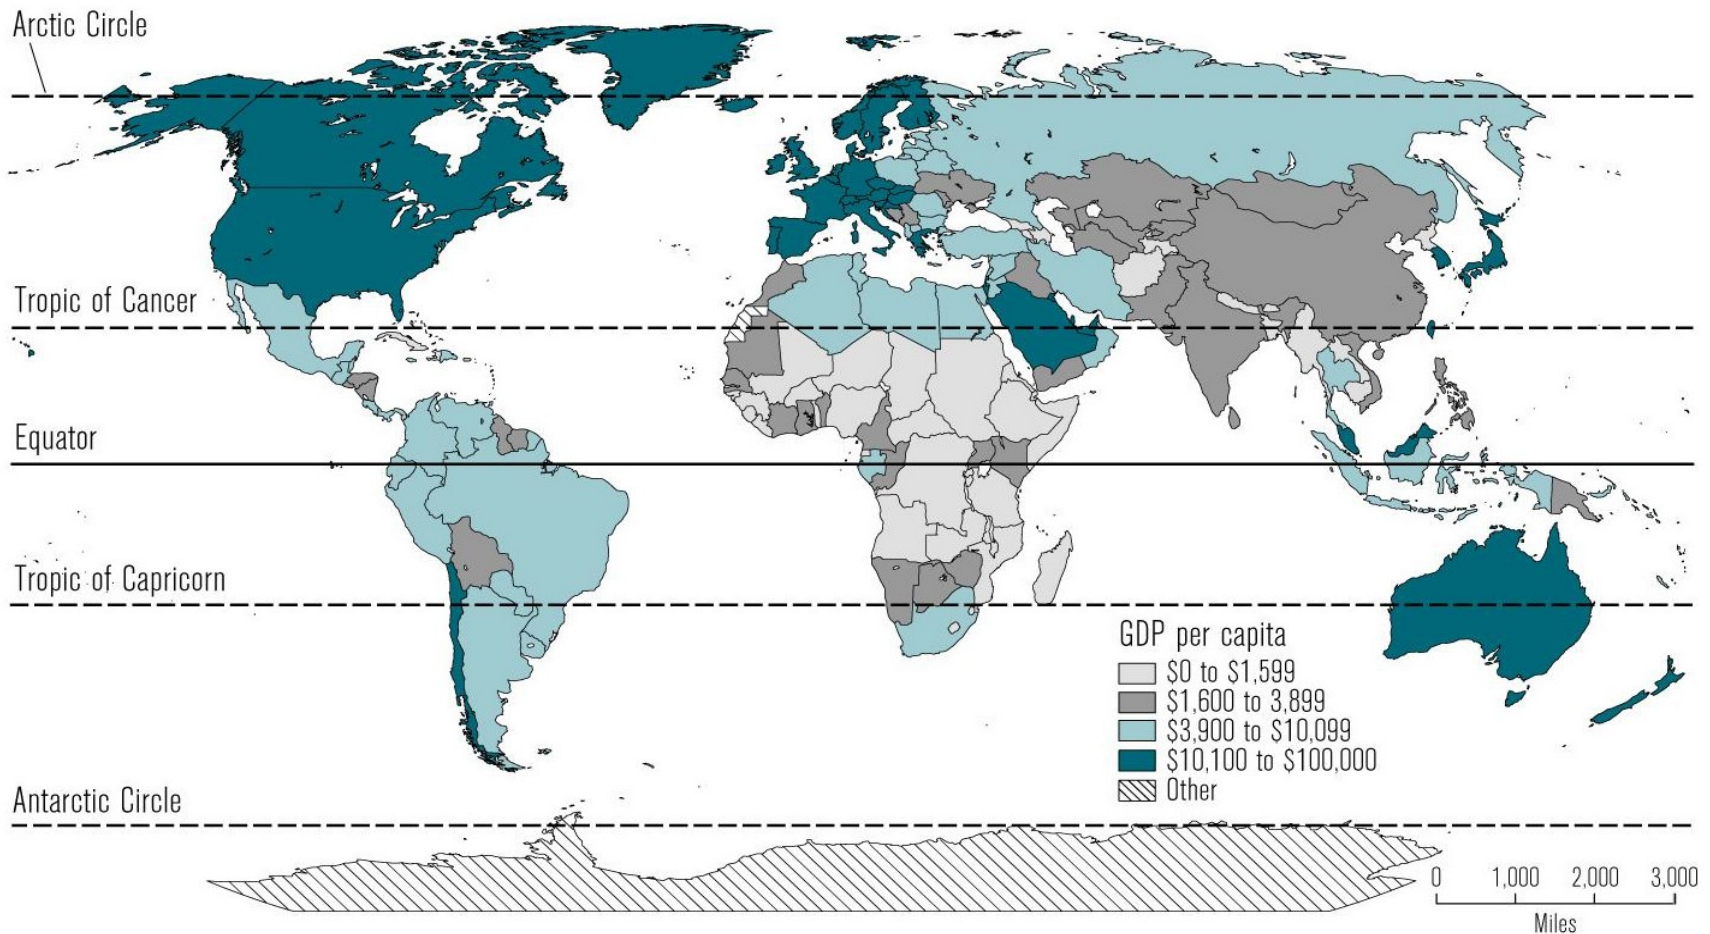 Arctic Circle
Tropic of Cancer
Equator
Tropic of Capricorn
GDP per capita
$0 to $1,599
$1,600 to 3,899
$3,900 to $10,099
$10,100 to $100,000
Other
Antarctic Circle
0 1,000 2,000 3,000
Miles